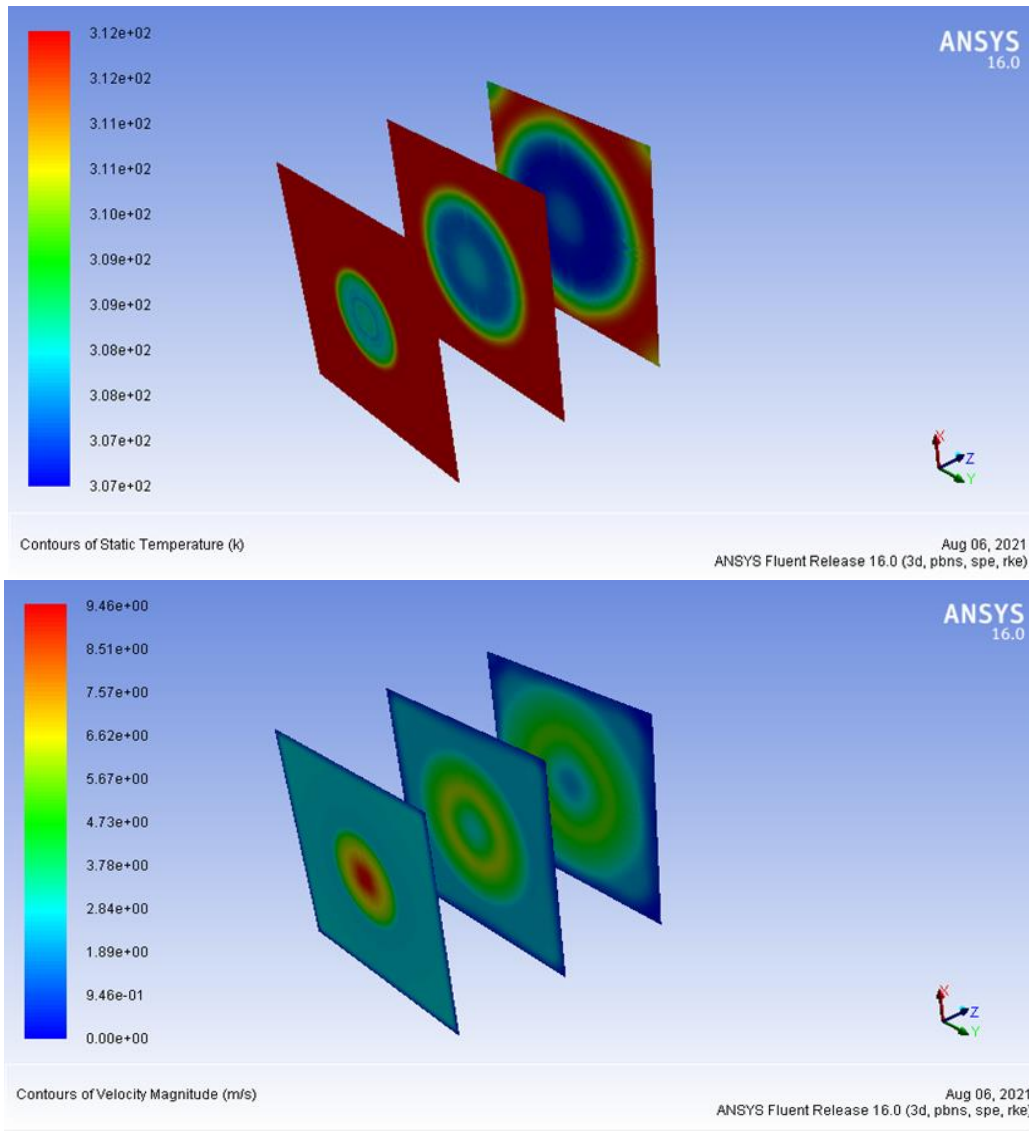 3.12e+02
3.12e+02
3.11e+02
3.11e+02
3.10e+02
3.09e+02
3.09e+02
3.08e+02
3.08e+02
3.07e+02
3.07e+02
ANSYS
16.0
X
Z
Y
Contours of Static Temperature (k)
Aug 06, 2021
ANSYS Fluent Release 16.0 (3d, pbns, spe, rke)
9.46e+00
8.51e+00
7.57e+00
6.62e+00
5.67e+00
4.73e+00
3.78e+00
2.84e+00
1.89e+00
9.46e-01
0.00e+00
ANSYS
16.0
X
Z
Y
Contours of Velocity Magnitude (m/s)
Aug 06, 2021
ANSYS Fluent Release 16.0 (3d, pbns, spe, rke)